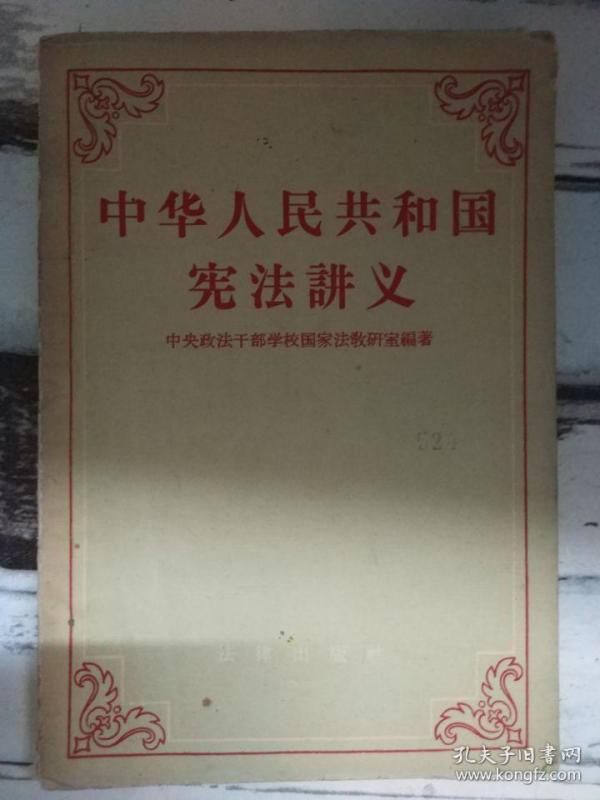 中华人民共和国
宪法講义
中央政法干部学校国家法教研室編著
52
法律出版社
孔夫子旧书网
www.kongfz.com